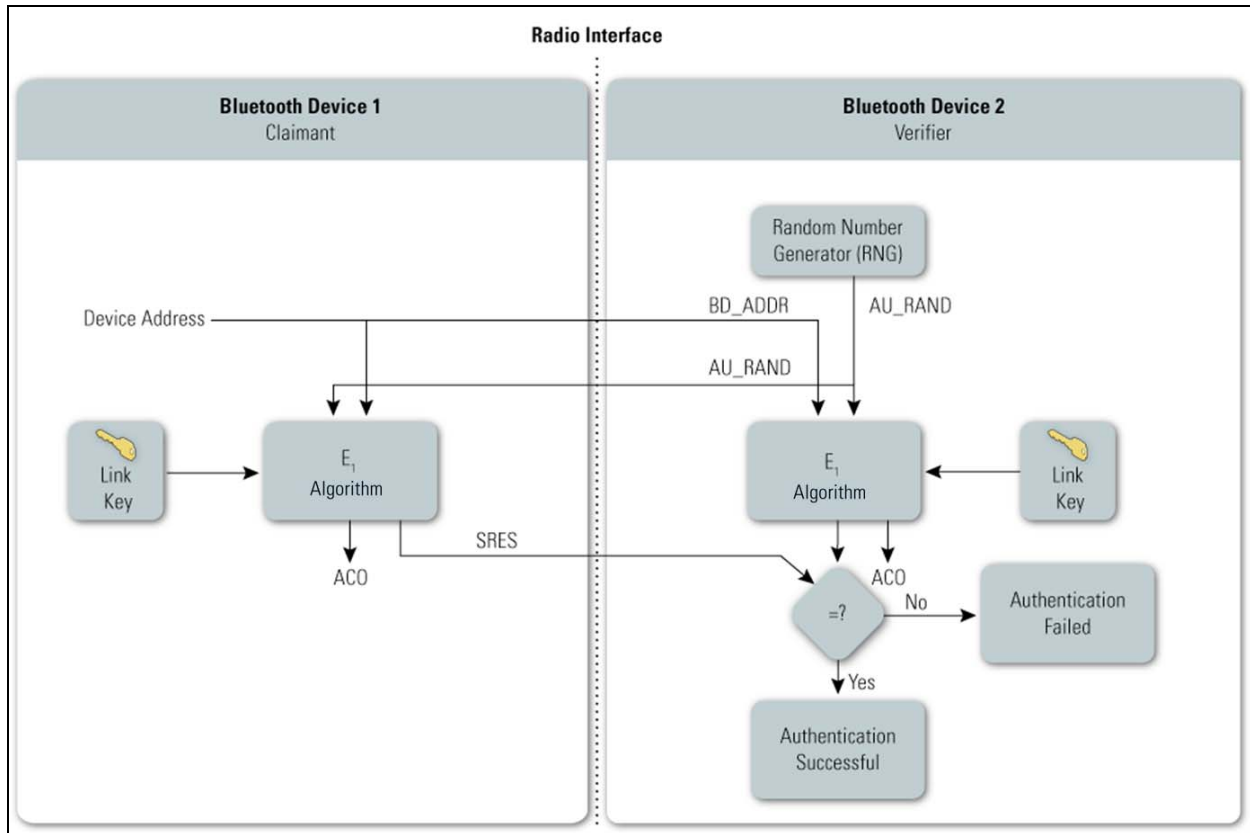 Radio Interface
Bluetooth Device 1
Claimant
Bluetooth Device 2
Verifier
Random Number
Generator (RNG)
Device Address
BD_ADDR
AU_RAND
AU_RAND
Link
Key
E₁
Algorithm
E₁
Algorithm
Link
Key
SRES
ACO
ACO
=?
No
Authentication
Failed
Yes
Authentication
Successful